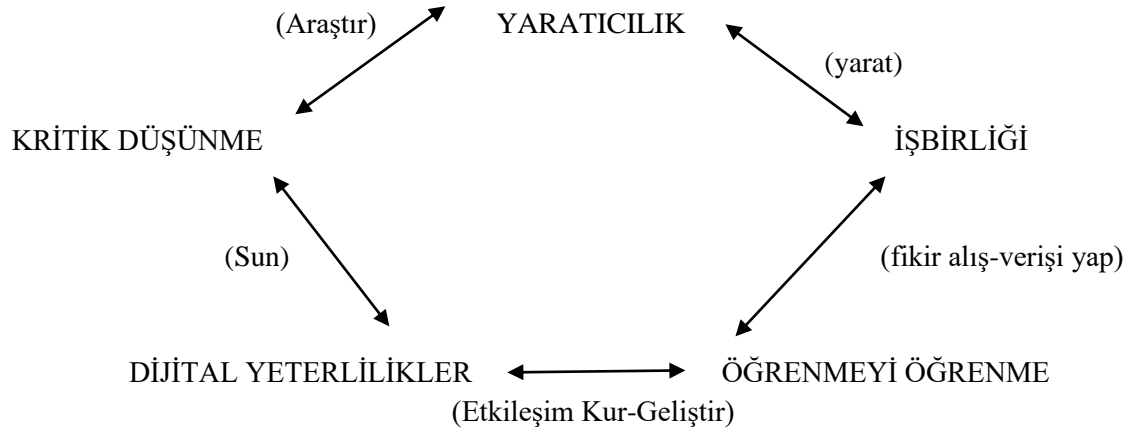 (Araştır)
YARATICILIK
(yarat)
KRİTİK DÜŞÜNME
İŞBİRLİĞİ
(Sun)
(fikir alış-verişi yap)
DİJİTAL YETERLİLİKLER
ÖĞRENMEYİ ÖĞRENME
(Etkileşim Kur-Geliştir)